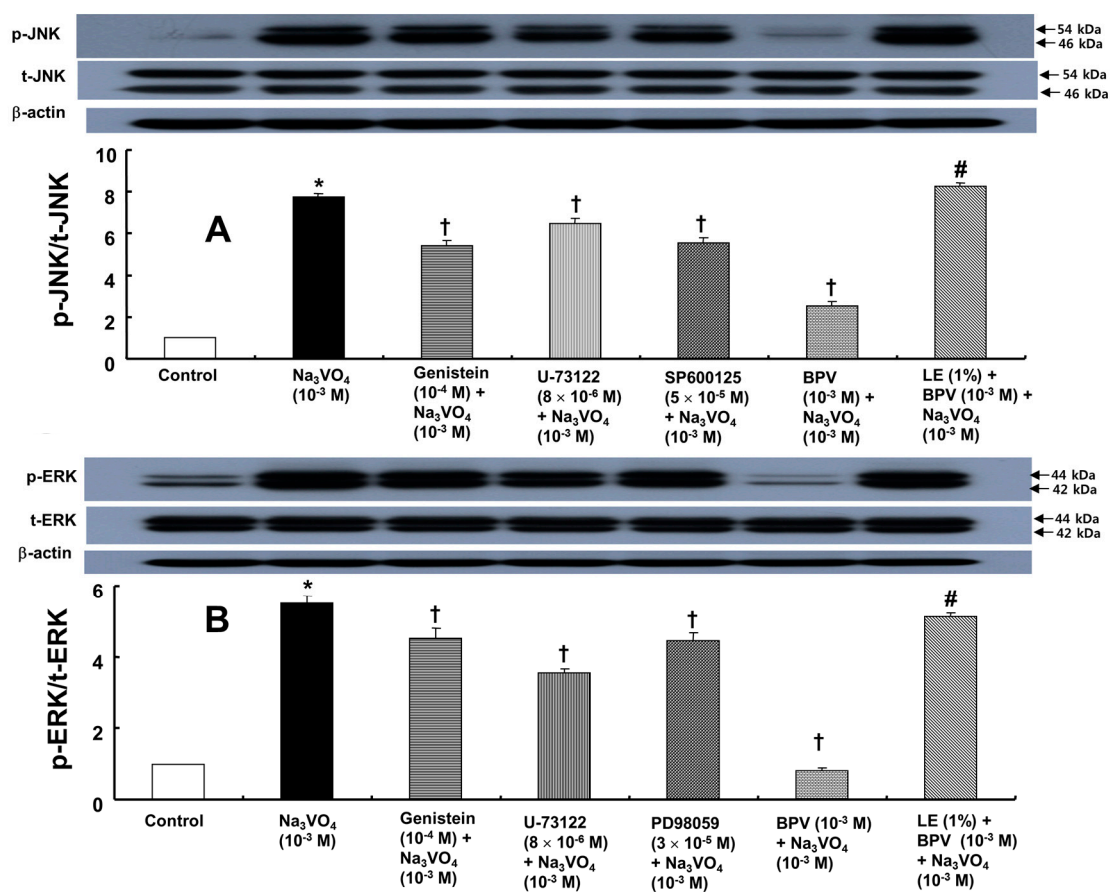 p-JNK
← 54 kDa
← 46 kDa
t-JNK
← 54 kDa
← 46 kDa
β-actin
p-JNK/t-JNK
10
8
6
4
2
0
A
*
†
†
†
†
#
Control
Na₃VO₄
(10⁻³ M)
Genistein
(10⁻⁴ M) +
Na₃VO₄
(10⁻³ M)
U-73122
(8 × 10⁻⁶ M)
+ Na₃VO₄
(10⁻³ M)
SP600125
(5 × 10⁻⁵ M)
+ Na₃VO₄
(10⁻³ M)
BPV
(10⁻³ M) +
Na₃VO₄
(10⁻³ M)
LE (1%) +
BPV (10⁻³ M) +
Na₃VO₄
(10⁻³ M)
p-ERK
← 44 kDa
← 42 kDa
t-ERK
← 44 kDa
← 42 kDa
β-actin
p-ERK/t-ERK
6
4
2
0
B
*
†
†
†
†
#
Control
Na₃VO₄
(10⁻³ M)
Genistein
(10⁻⁴ M) +
Na₃VO₄
(10⁻³ M)
U-73122
(8 × 10⁻⁶ M)
+ Na₃VO₄
(10⁻³ M)
PD98059
(3 × 10⁻⁵ M)
+ Na₃VO₄
(10⁻³ M)
BPV (10⁻³ M)
+ Na₃VO₄
(10⁻³ M)
LE (1%) +
BPV (10⁻³ M)
+ Na₃VO₄
(10⁻³ M)